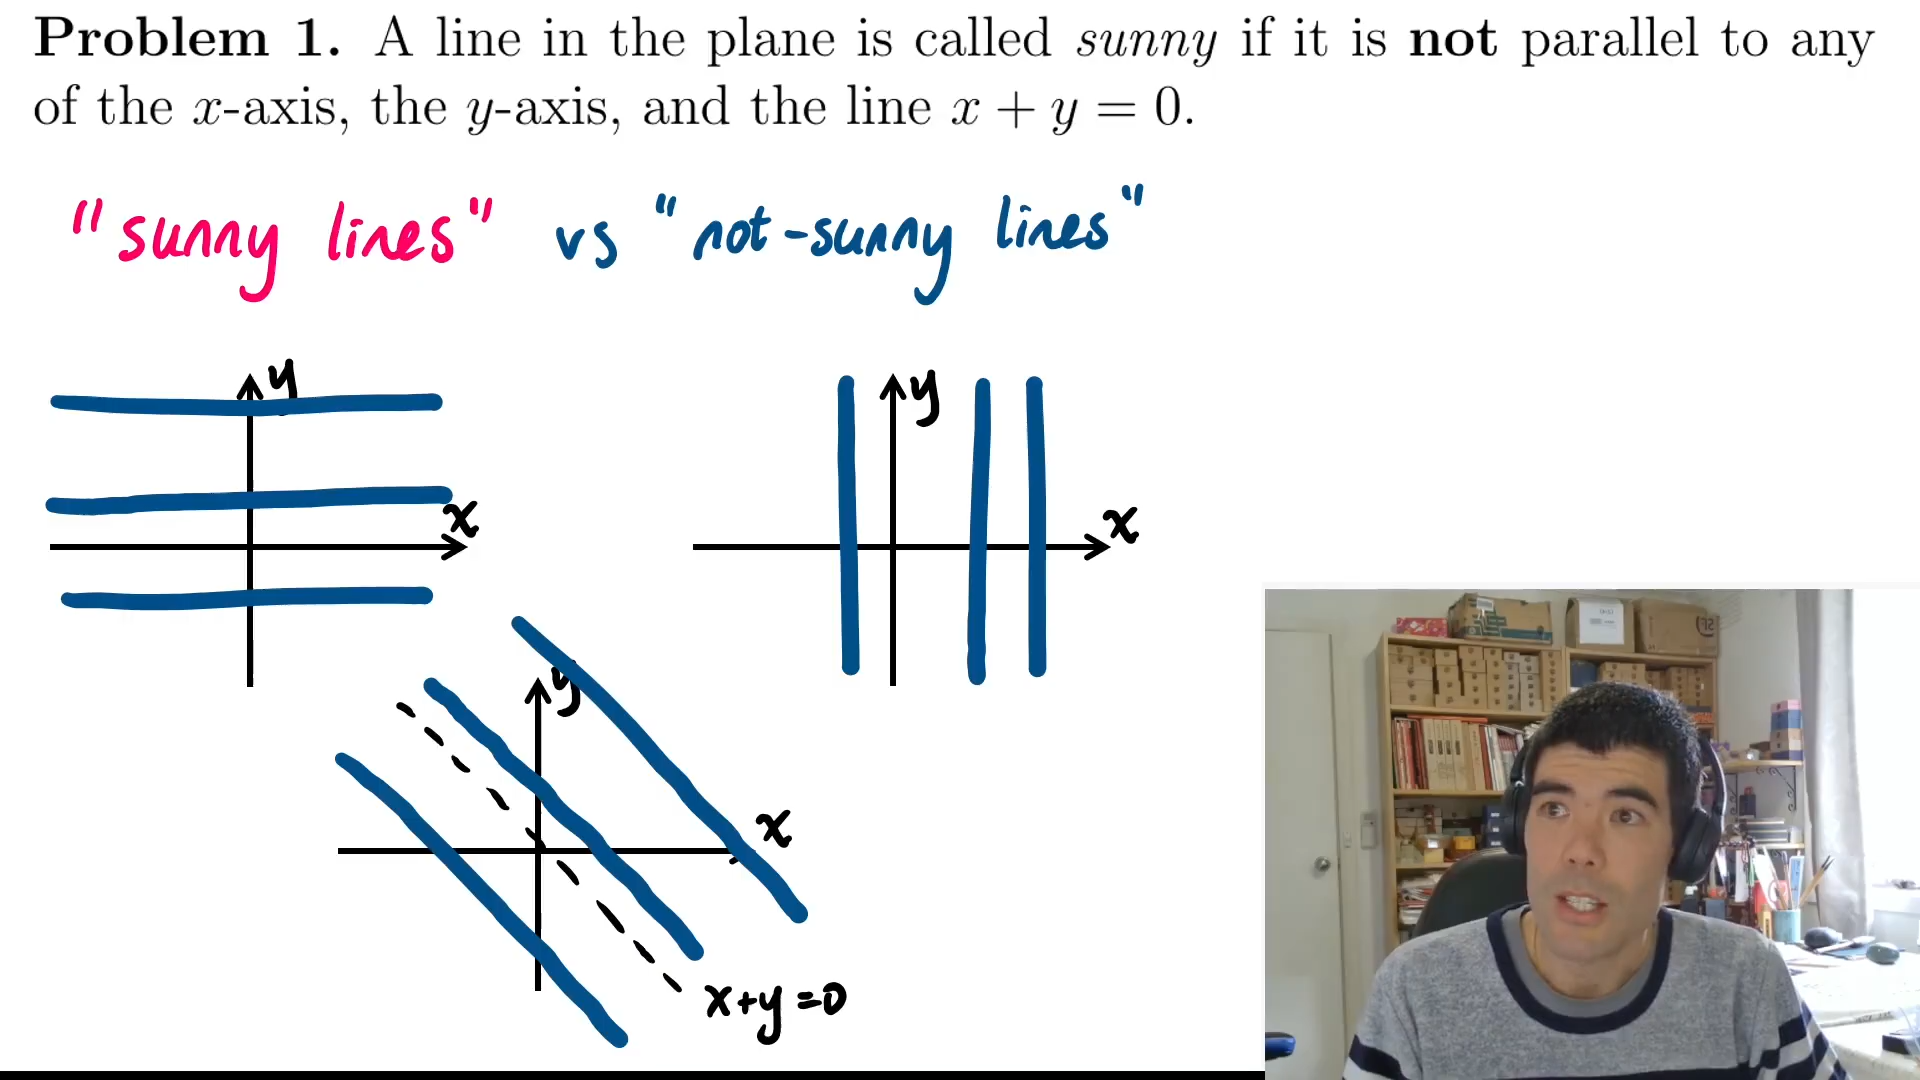 Problem 1. A line in the plane is called sunny if it is not parallel to any
of the x-axis, the y-axis, and the line x + y = 0.
"sunny lines" vs "not-sunny lines"
y
x
y
x
y
x
x+y=0